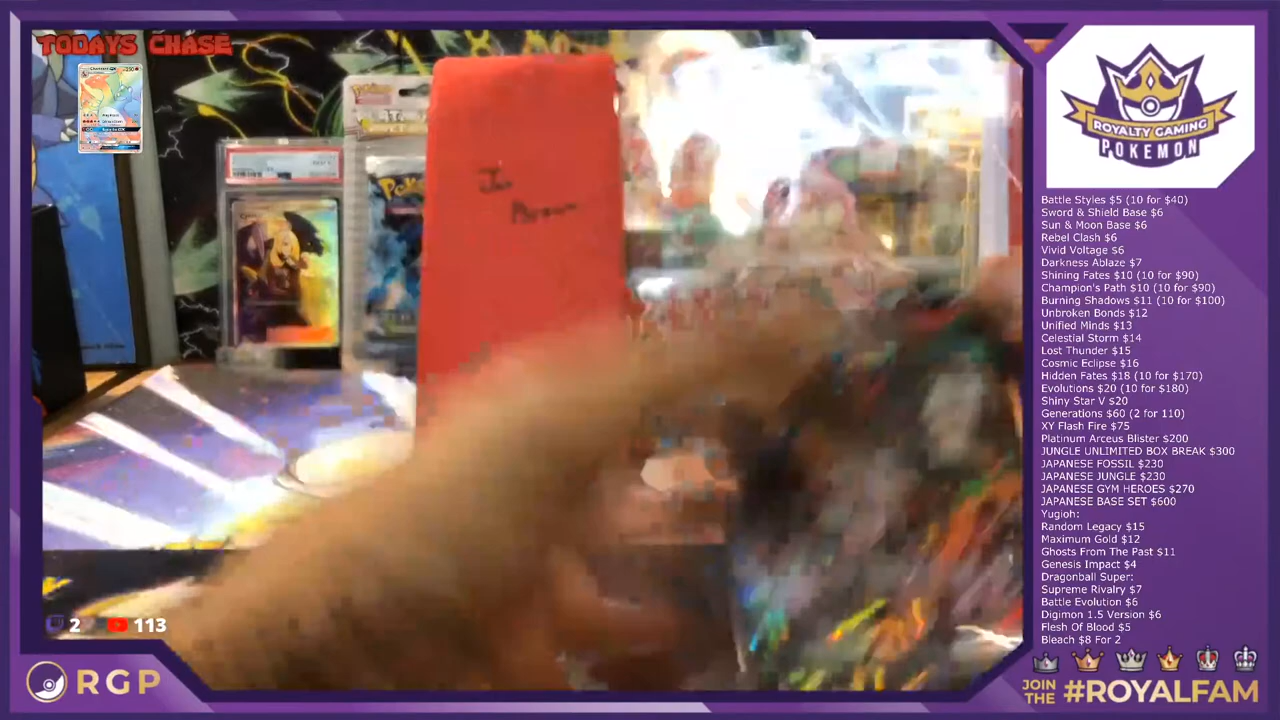 TODAYS CHASE
ROYALTY GAMING
POKEMON
Battle Styles $5 (10 for $40)
Sword & Shield Base $6
Sun & Moon Base $6
Rebel Clash $6
Vivid Voltage $6
Darkness Ablaze $7
Shining Fates $10 (10 for $90)
Champion's Path $10 (10 for $90)
Burning Shadows $11 (10 for $100)
Unbroken Bonds $12
Unified Minds $13
Celestial Storm $14
Lost Thunder $15
Cosmic Eclipse $16
Hidden Fates $18 (10 for $170)
Evolutions $20 (10 for $180)
Shiny Star V $20
Generations $60 (2 for 110)
XY Flash Fire $75
Platinum Arceus Blister $200
JUNGLE UNLIMITED BOX BREAK $300
JAPANESE FOSSIL $230
JAPANESE JUNGLE $230
JAPANESE GYM HEROES $270
JAPANESE BASE SET $600
Yugioh:
Random Legacy $15
Maximum Gold $12
Ghosts From The Past $11
Genesis Impact $4
Dragonball Super:
Supreme Rivalry $7
Battle Evolution $6
Digimon 1.5 Version $6
Flesh Of Blood $5
Bleach $8 For 2
2
113
RGP
JOIN
THE
#ROYALFAM